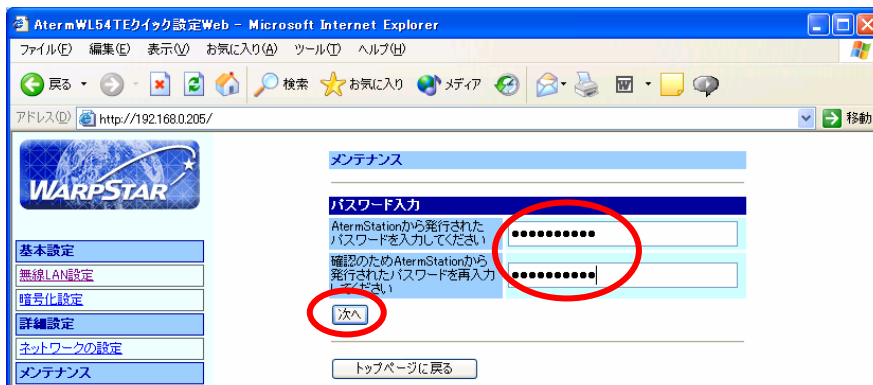 AtermWL54TEクイック設定Web - Microsoft Internet Explorer
ファイル(F) 編集(E) 表示(V) お気に入り(A) ツール(T) ヘルプ(H)
戻る 検索 お気に入り メディア
アドレス(D) http://192.168.0.205/ 移動
WARPSTAR
メンテナンス
パスワード入力
AtermStationから発行された
パスワードを入力してください
●●●●●●●●●●
確認のためAtermStationから
発行されたパスワードを再入力
してください
●●●●●●●●●●
次へ
トップページに戻る
基本設定
無線LAN設定
暗号化設定
詳細設定
ネットワークの設定
メンテナンス